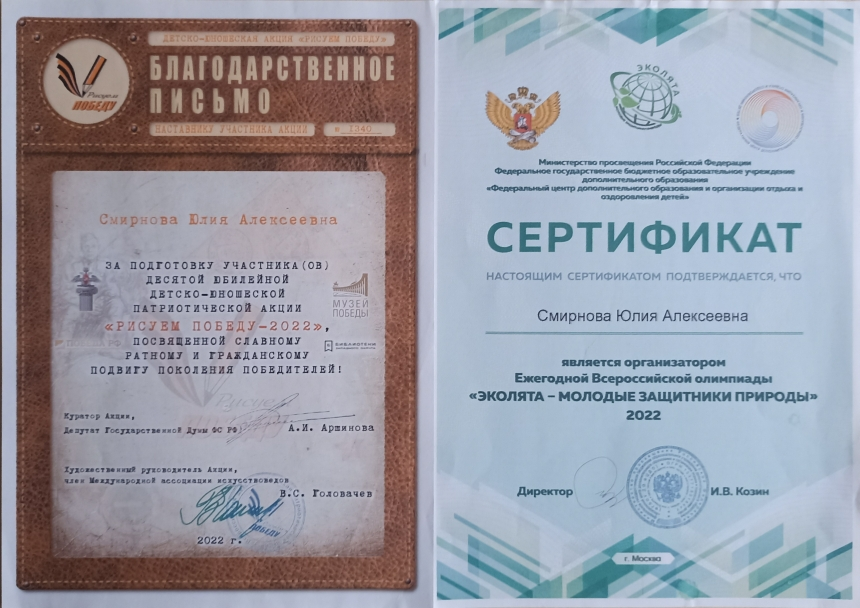 ДЕТСКО-ЮНОШЕСКАЯ АКЦИЯ «РИСУЕМ ПОБЕДУ»
БЛАГОДАРСТВЕННОЕ
ПИСЬМО
НАСТАВНИКУ УЧАСТНИКА АКЦИИ
№ 1340
Рисуем
ПОБЕДУ
Смирнова Юлия Алексеевна
ЗА ПОДГОТОВКУ УЧАСТНИКА(ОВ)
ДЕСЯТОЙ ЮБИЛЕЙНОЙ
ДЕТСКО-ЮНОШЕСКОЙ
ПАТРИОТИЧЕСКОЙ АКЦИИ
«РИСУЕМ ПОБЕДУ-2022»,
ПОСВЯЩЕННОЙ СЛАВНОМУ
РАТНОМУ И ГРАЖДАНСКОМУ
ПОДВИГУ ПОКОЛЕНИЯ ПОБЕДИТЕЛЕЙ!
МУЗЕЙ
ПОБЕДЫ
БИБЛИОТЕКИ
Куратор Акции,
Депутат Государственной Думы ФС РФ
А.И. Аршинова
Художественный руководитель Акции,
член Международной ассоциации искусствоведов
В.С. Головачев
2022 г.
ЭКОЛЯТА
Министерство просвещения Российской Федерации
Федеральное государственное бюджетное образовательное учреждение
дополнительного образования
«Федеральный центр дополнительного образования и организации отдыха и
оздоровления детей»
СЕРТИФИКАТ
НАСТОЯЩИМ СЕРТИФИКАТОМ ПОДТВЕРЖДАЕТСЯ, ЧТО
Смирнова Юлия Алексеевна
является организатором
Ежегодной Всероссийской олимпиады
«ЭКОЛЯТА – МОЛОДЫЕ ЗАЩИТНИКИ ПРИРОДЫ»
2022
Директор
И.В. Козин
г. Москва